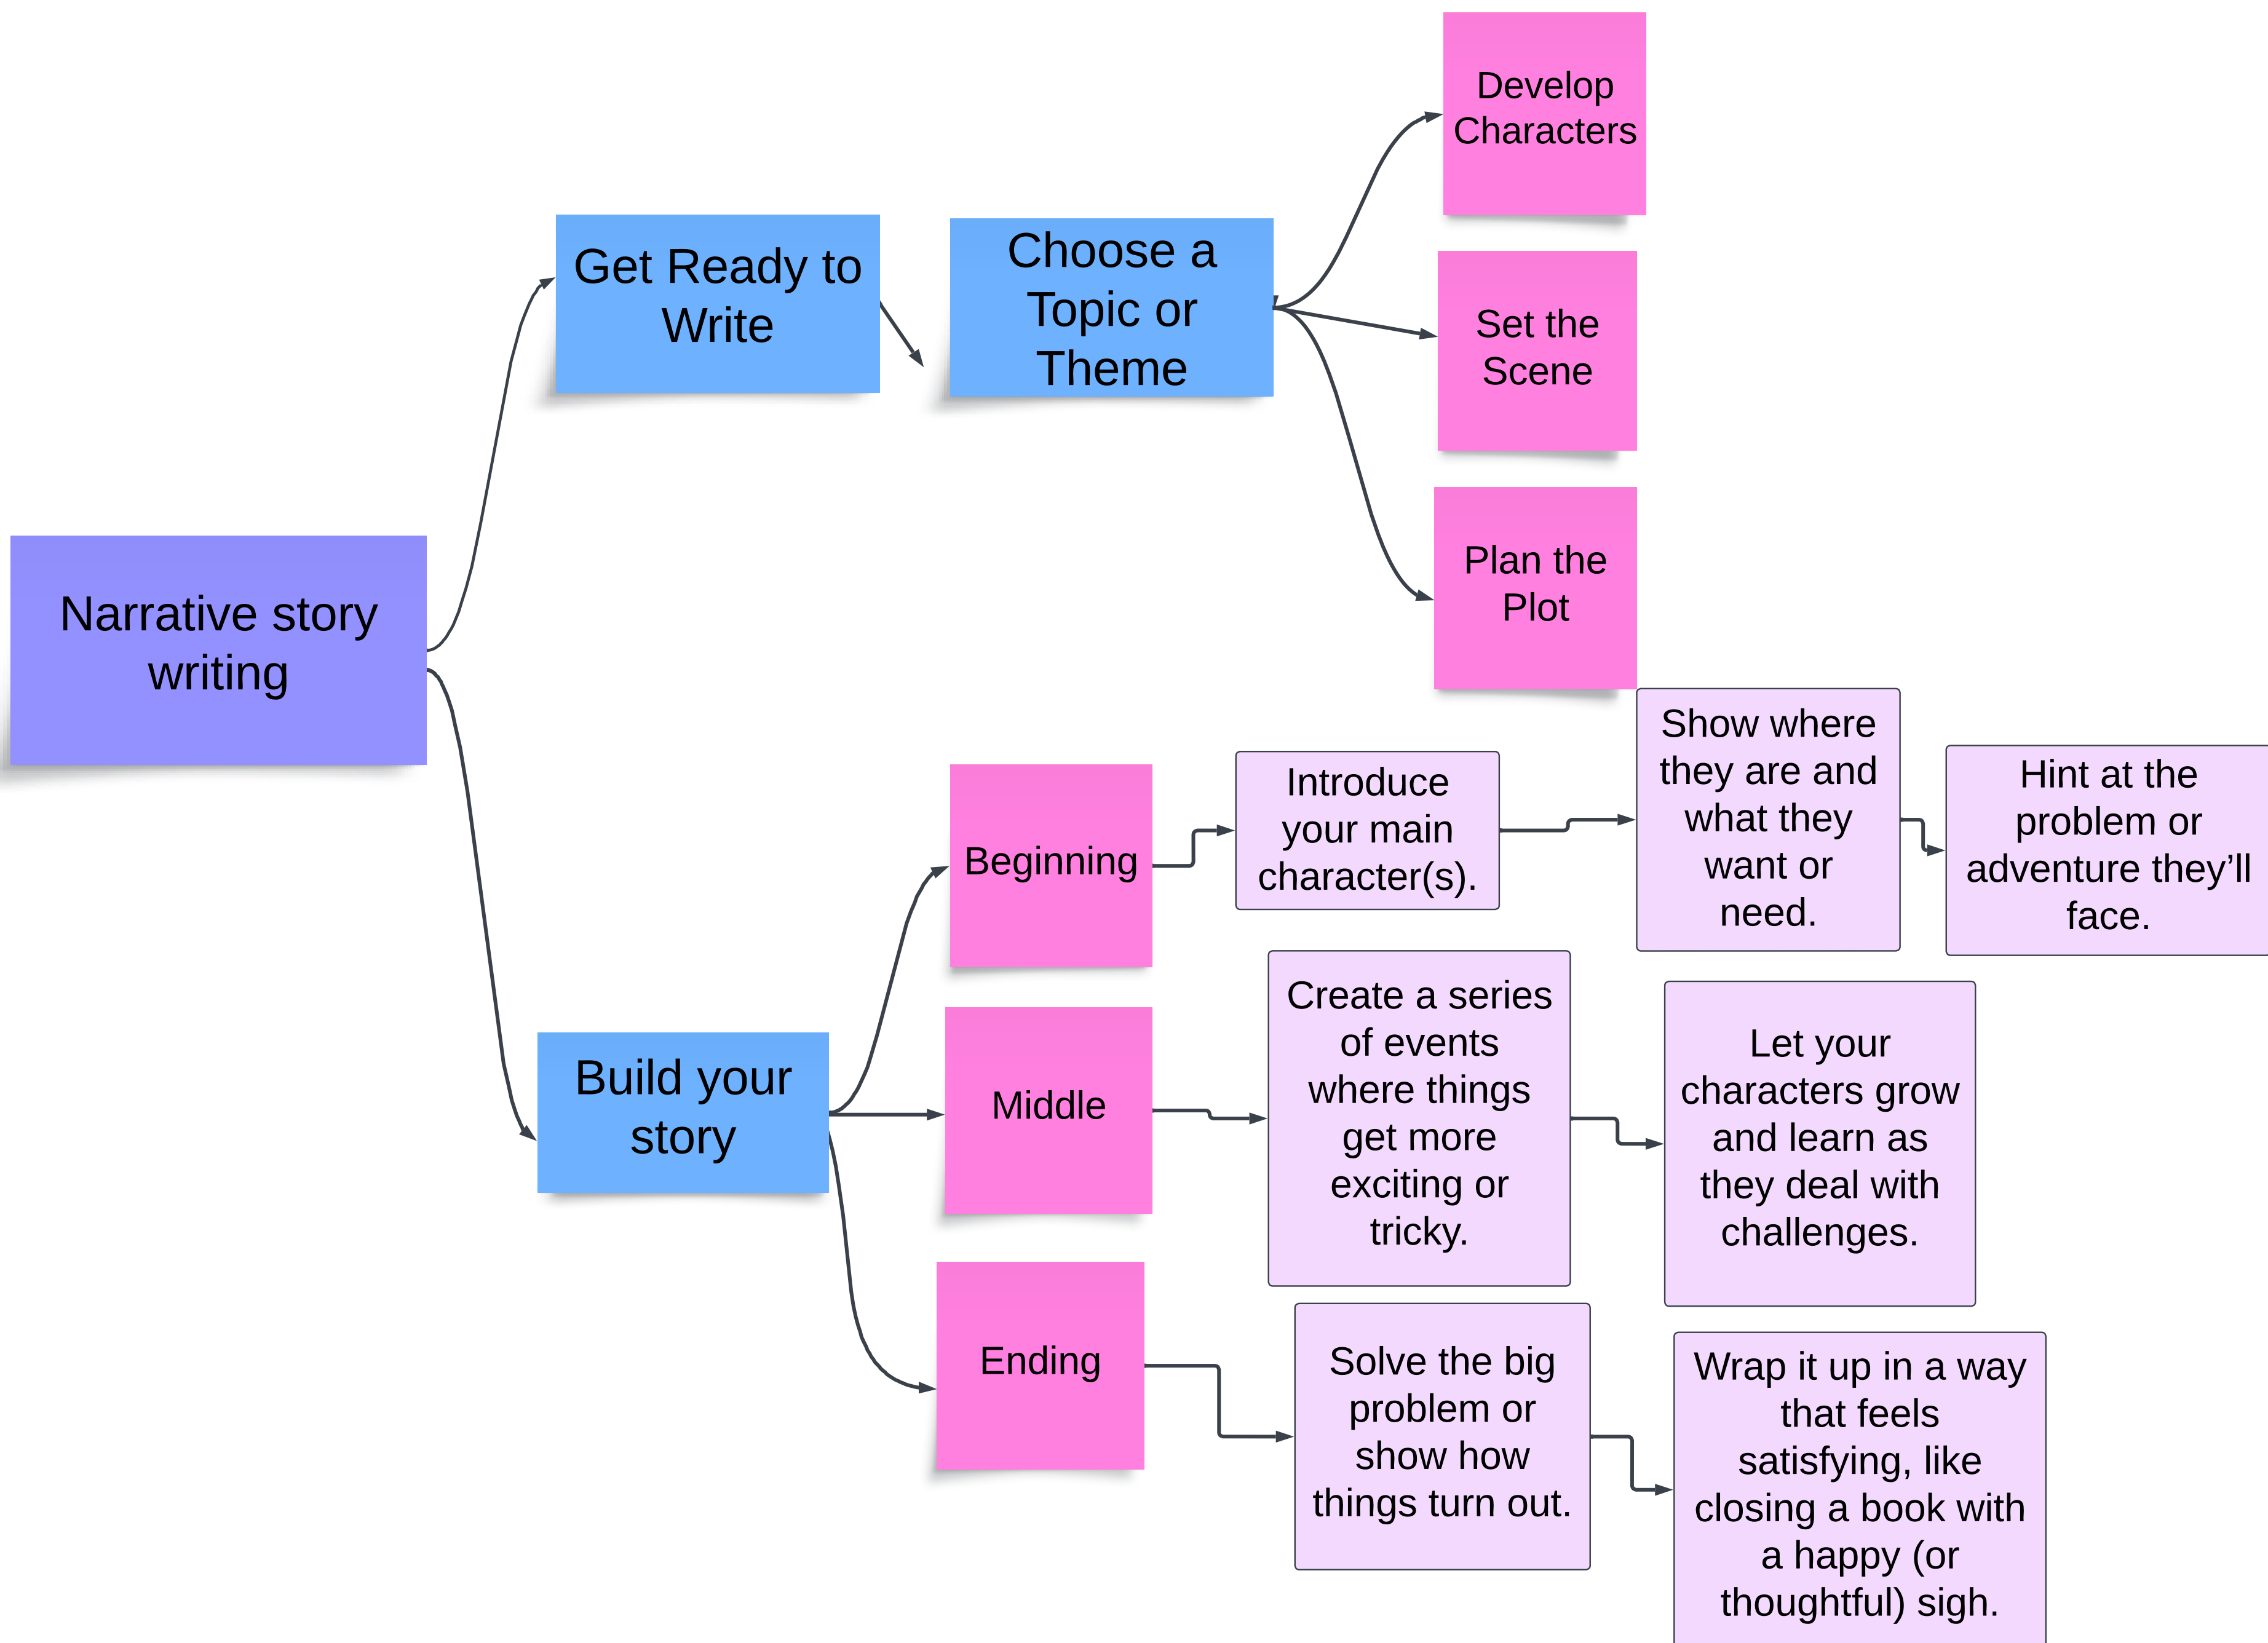 Narrative story
writing
Get Ready to
Write
Choose a
Topic or
Theme
Develop
Characters
Set the
Scene
Plan the
Plot
Build your
story
Beginning
Introduce
your main
character(s).
Show where
they are and
what they
want or
need.
Hint at the
problem or
adventure they’ll
face.
Middle
Create a series
of events
where things
get more
exciting or
tricky.
Let your
characters grow
and learn as
they deal with
challenges.
Ending
Solve the big
problem or
show how
things turn out.
Wrap it up in a way
that feels
satisfying, like
closing a book with
a happy (or
thoughtful) sigh.